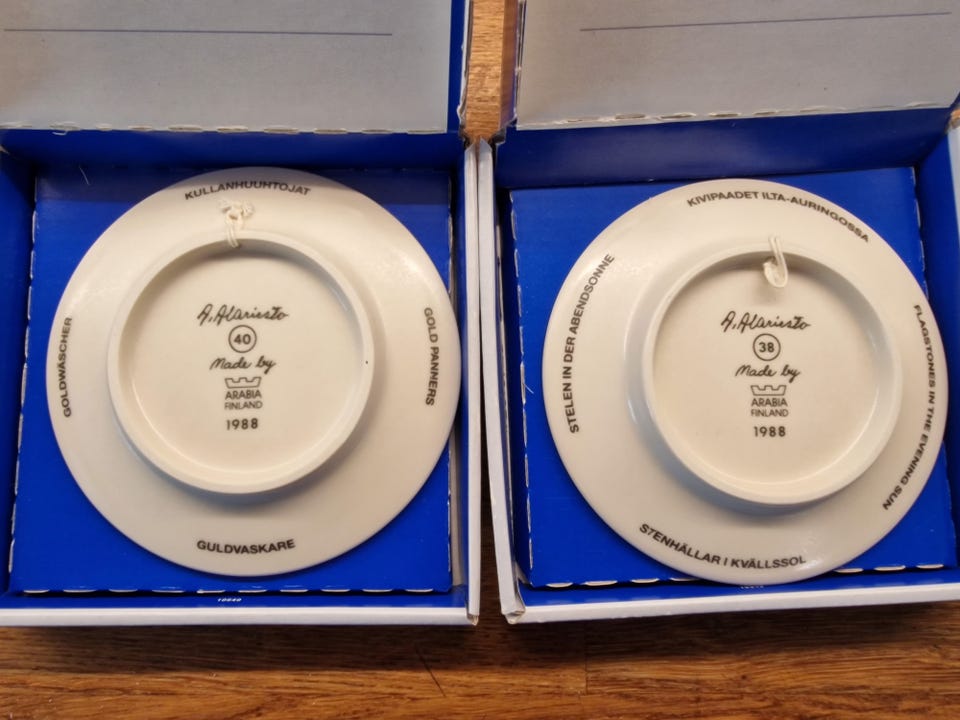 KULLANHUUHTOJAT
GOLDWÄSCHER
GOLD PANNERS
GULDVASKARE
A. Alariesto
40
Made by
ARABIA
FINLAND
1988
KIVIPAADET ILTA-AURINGOSSA
STELEN IN DER ABENDSONNE
FLAGSTONES IN THE EVENING SUN
STENHÄLLAR I KVÄLLSSOL
A. Alariesto
38
Made by
ARABIA
FINLAND
1988